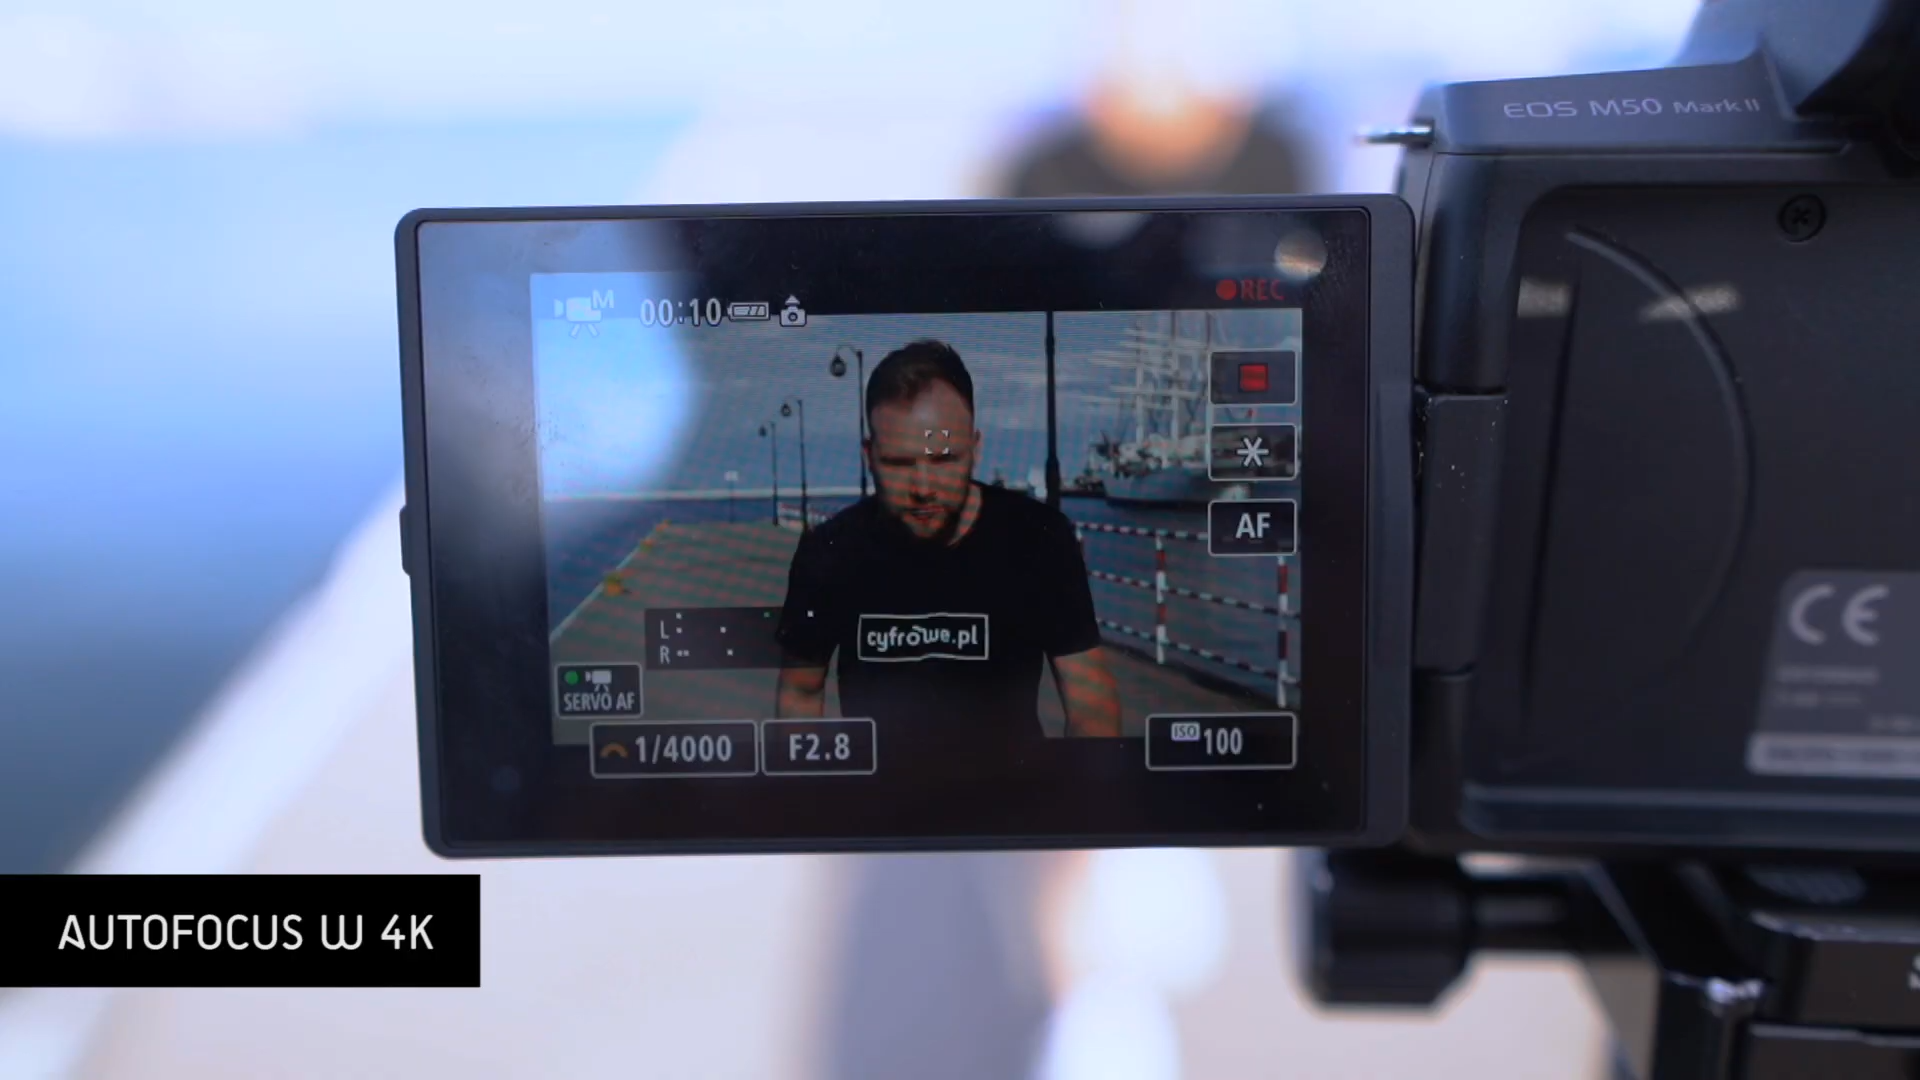 EOS M50 Mark II
REC
M
00:10
AF
L
R
cyfrowe.pl
SERVO AF
1/4000
F2.8
ISO 100
CE
AUTOFOCUS W 4K